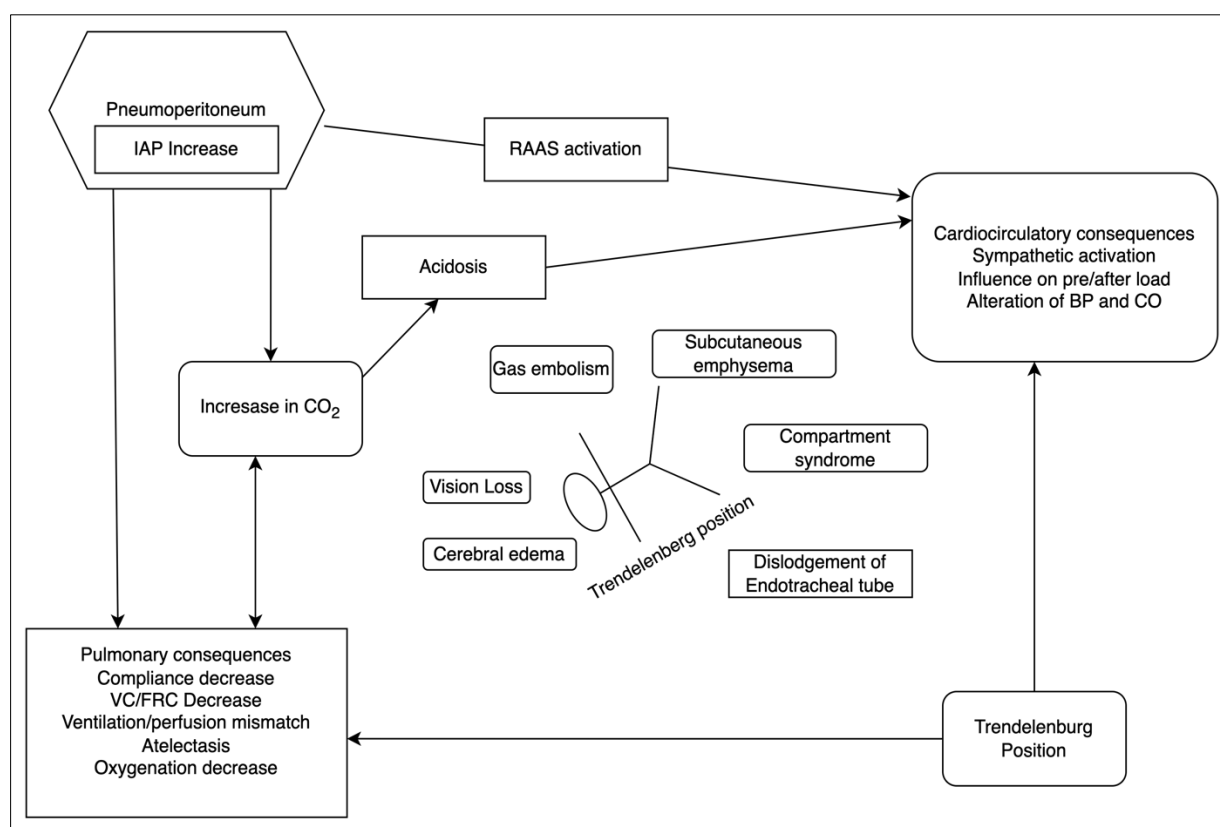 Pneumoperitoneum
IAP Increase
RAAS activation
Cardiocirculatory consequences
Sympathetic activation
Influence on pre/after load
Alteration of BP and CO
Acidosis
Subcutaneous
emphysema
Gas embolism
Incresase in CO2
Compartment
syndrome
Vision Loss
Cerebral edema
Trendelenberg position
Dislodgement of
Endotracheal tube
Pulmonary consequences
Compliance decrease
VC/FRC Decrease
Ventilation/perfusion mismatch
Atelectasis
Oxygenation decrease
Trendelenburg
Position